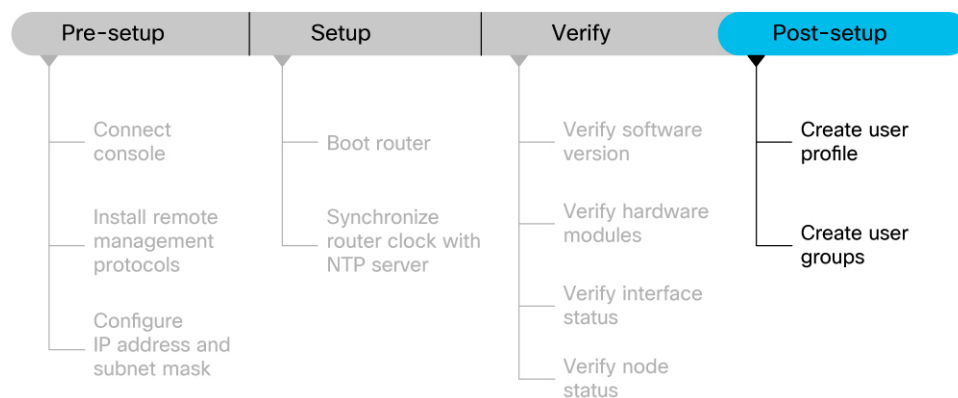 Pre-setup
Setup
Verify
Post-setup
Connect
console
Install remote
management
protocols
Configure
IP address and
subnet mask
Boot router
Synchronize
router clock with
NTP server
Verify software
version
Verify hardware
modules
Verify interface
status
Verify node
status
Create user
profile
Create user
groups